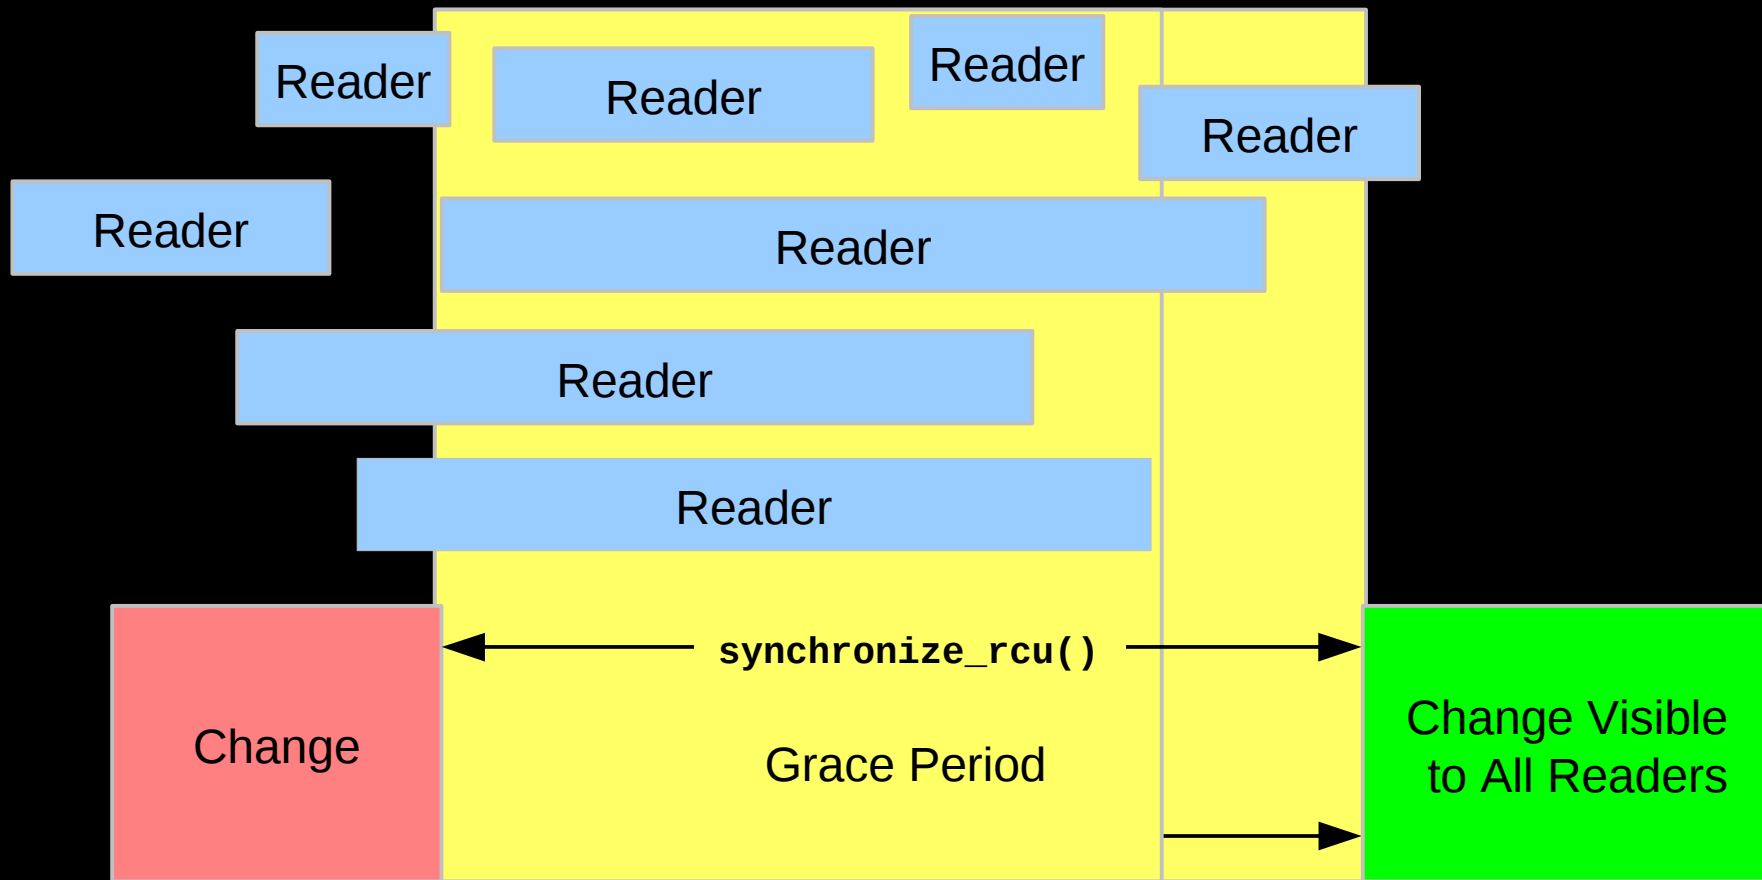 Reader
Reader
Reader
Reader
Reader
Reader
Reader
Reader
synchronize_rcu()
Change
Grace Period
Change Visible
to All Readers